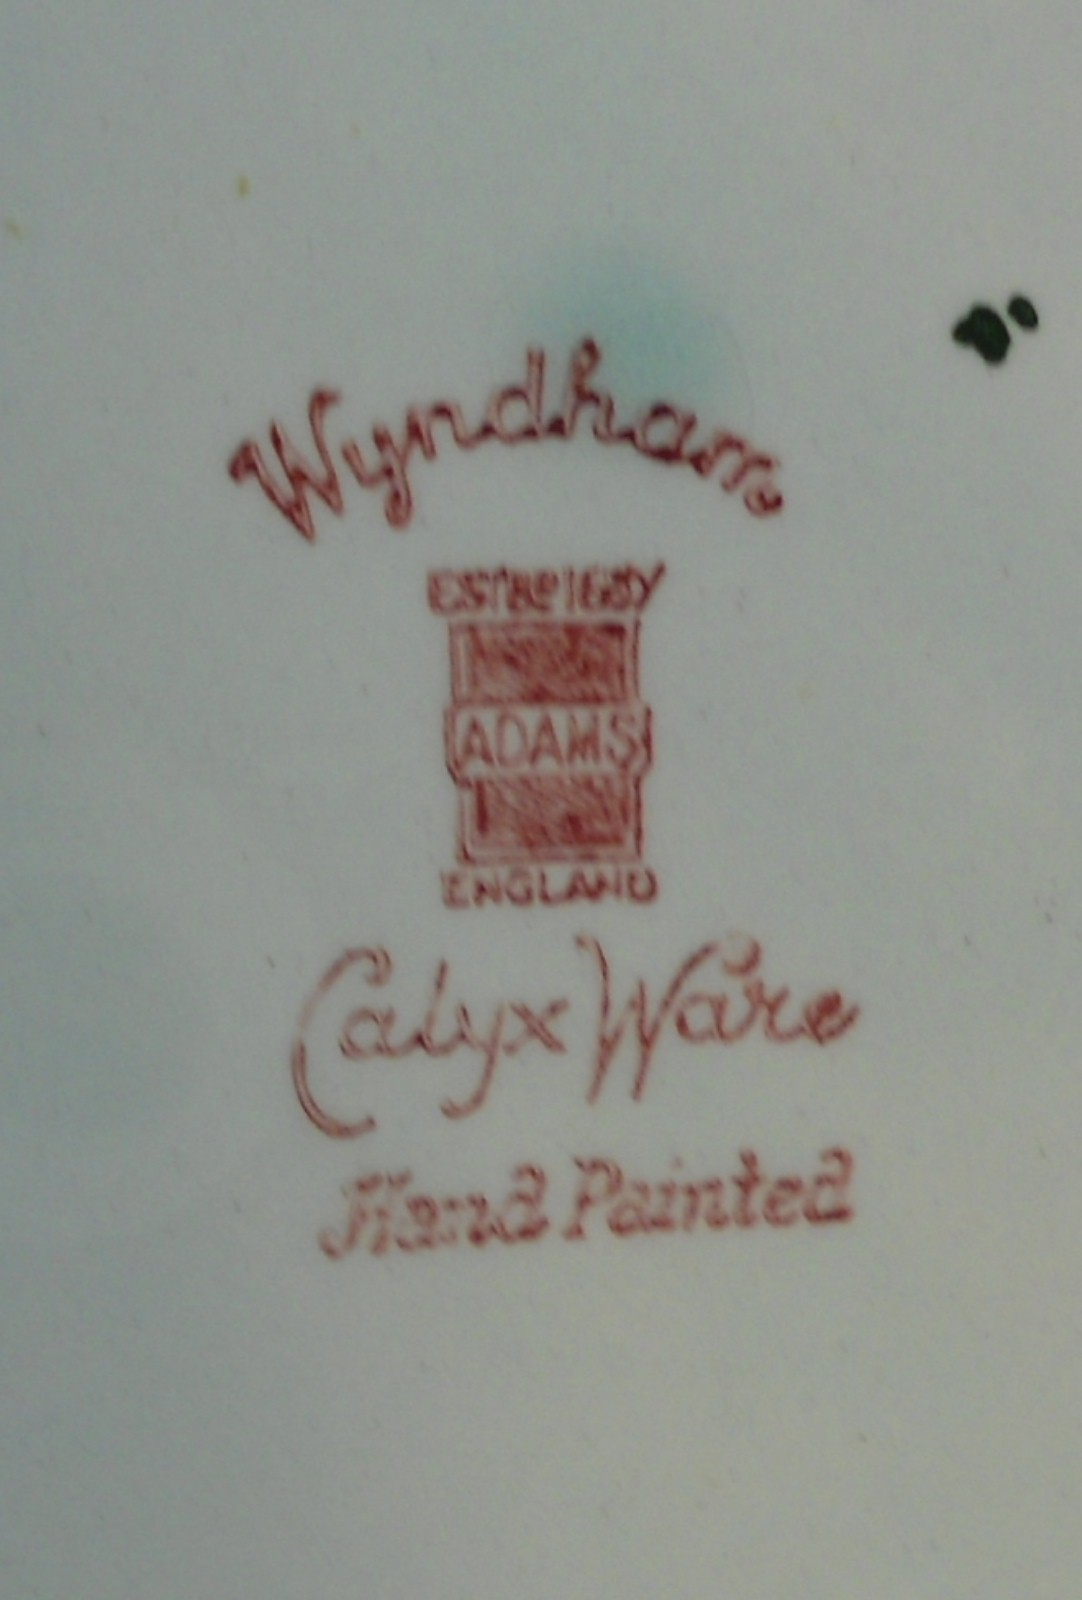 Wyndham
ESTBD 1657
ADAMS
ENGLAND
Calyx Ware
Hand Painted